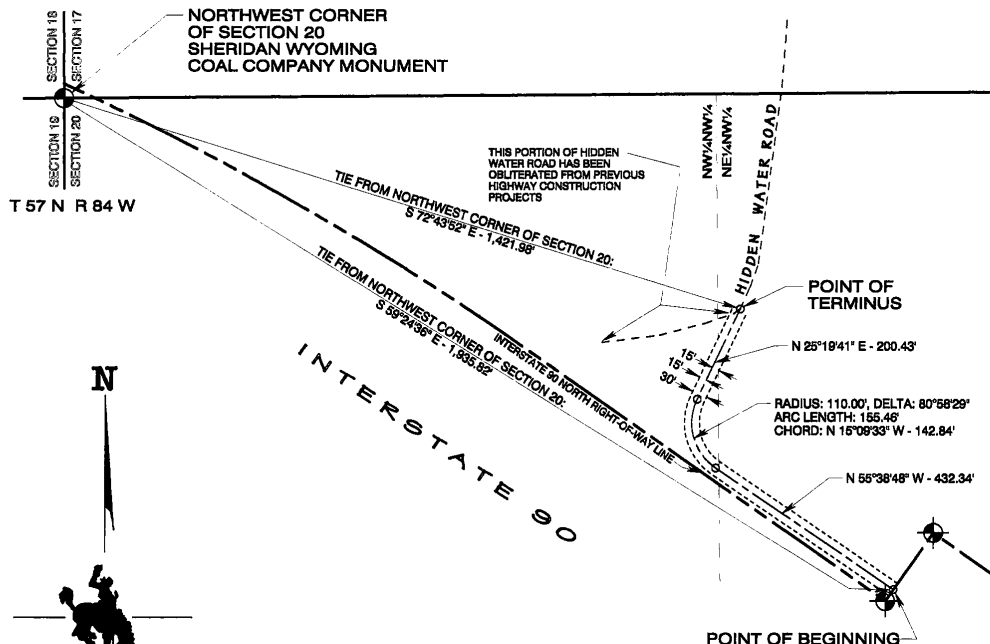 NORTHWEST CORNER
OF SECTION 20
SHERIDAN WYOMING
COAL COMPANY MONUMENT
SECTION 18
SECTION 17
SECTION 19
SECTION 20
T 57 N R 84 W
THIS PORTION OF HIDDEN
WATER ROAD HAS BEEN
OBLITERATED FROM PREVIOUS
HIGHWAY CONSTRUCTION
PROJECTS
NW¼NW¼
NE¼NW¼
HIDDEN WATER ROAD
TIE FROM NORTHWEST CORNER OF SECTION 20:
S 72°43'52" E - 1,421.98'
TIE FROM NORTHWEST CORNER OF SECTION 20:
S 59°24'36" E - 1,935.82'
INTERSTATE 90 NORTH RIGHT-OF-WAY LINE
INTERSTATE 90
POINT OF
TERMINUS
N 25°19'41" E - 200.43'
15'
15'
30'
RADIUS: 110.00', DELTA: 80°58'29"
ARC LENGTH: 155.46'
CHORD: N 15°09'33" W - 142.84'
N 55°38'48" W - 432.34'
N
POINT OF BEGINNING